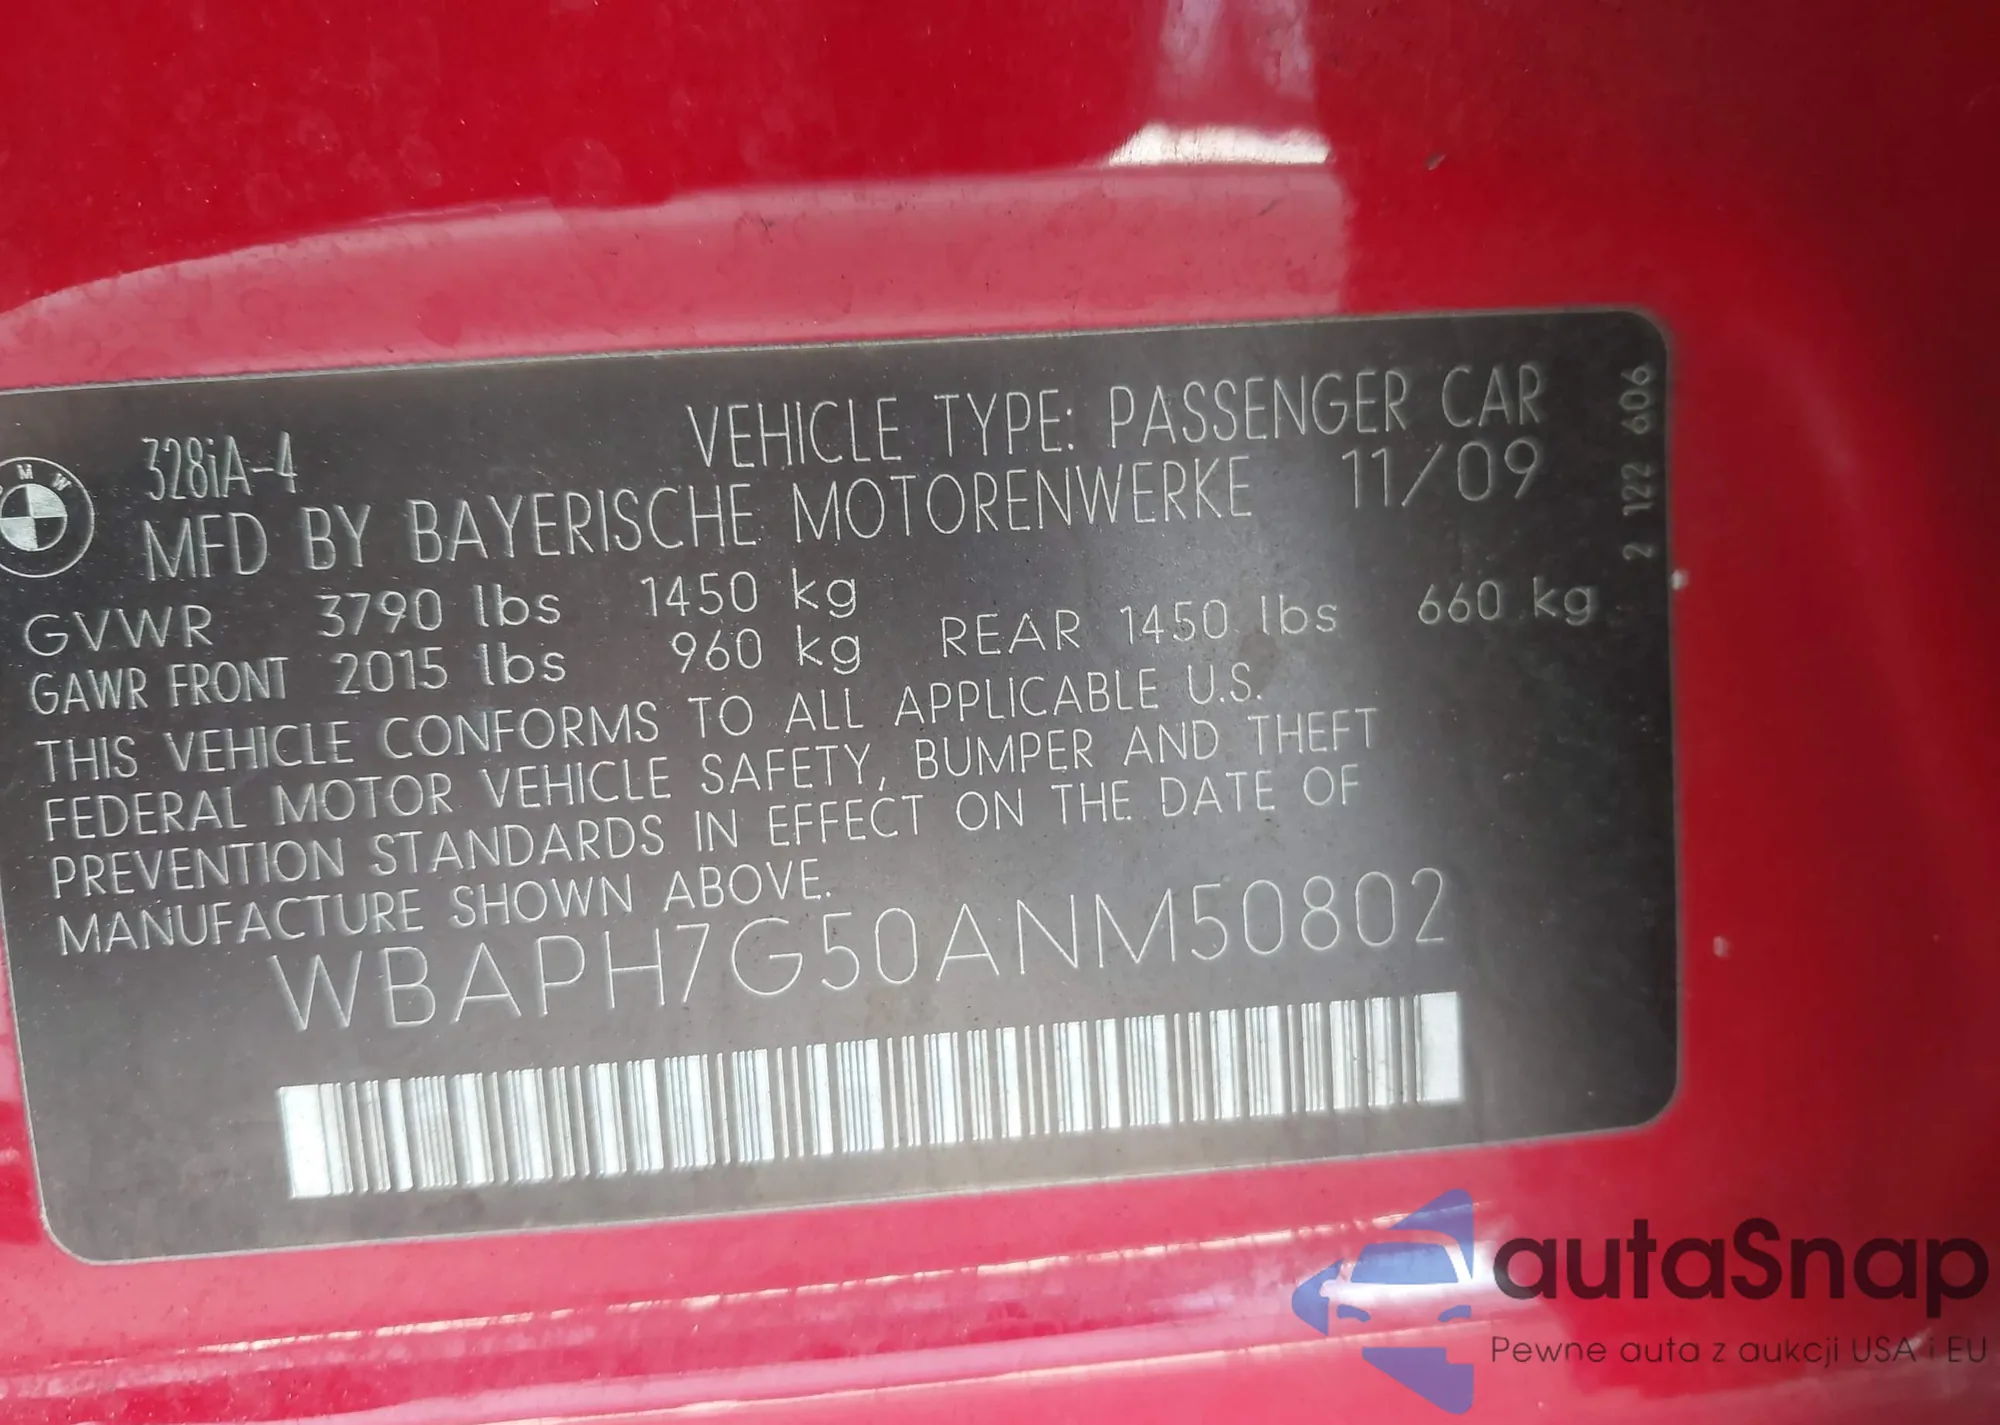 VEHICLE TYPE: PASSENGER CAR
328iA-4
MFD BY BAYERISCHE MOTORENWERKE 11/09
GVWR 3790 lbs 1450 kg
GAWR FRONT 2015 lbs 960 kg REAR 1450 lbs 660 kg
THIS VEHICLE CONFORMS TO ALL APPLICABLE U.S.
FEDERAL MOTOR VEHICLE SAFETY, BUMPER AND THEFT
PREVENTION STANDARDS IN EFFECT ON THE DATE OF
MANUFACTURE SHOWN ABOVE.
WBAPH7G50ANM50802
2 122 606
BMW
autaSnap
Pewne auta z aukcji USA i EU